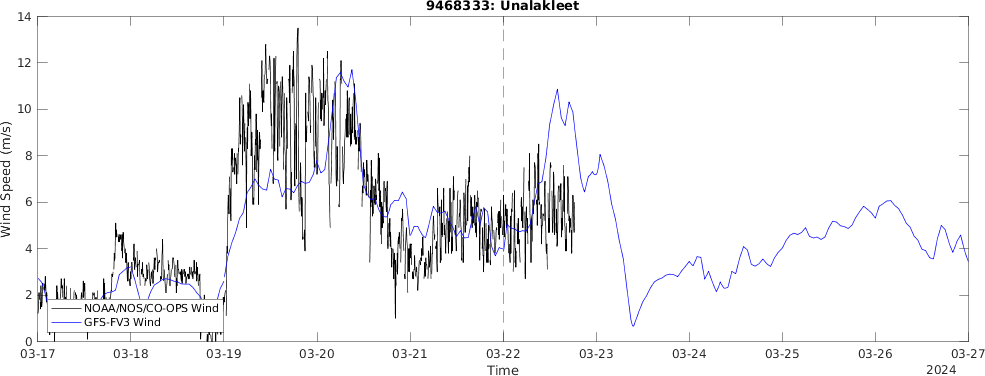 9468333: Unalakleet
14
12
10
8
6
4
2
0
Wind Speed (m/s)
NOAA/NOS/CO-OPS Wind
GFS-FV3 Wind
03-17 03-18 03-19 03-20 03-21 03-22 03-23 03-24 03-25 03-26 03-27
Time
2024